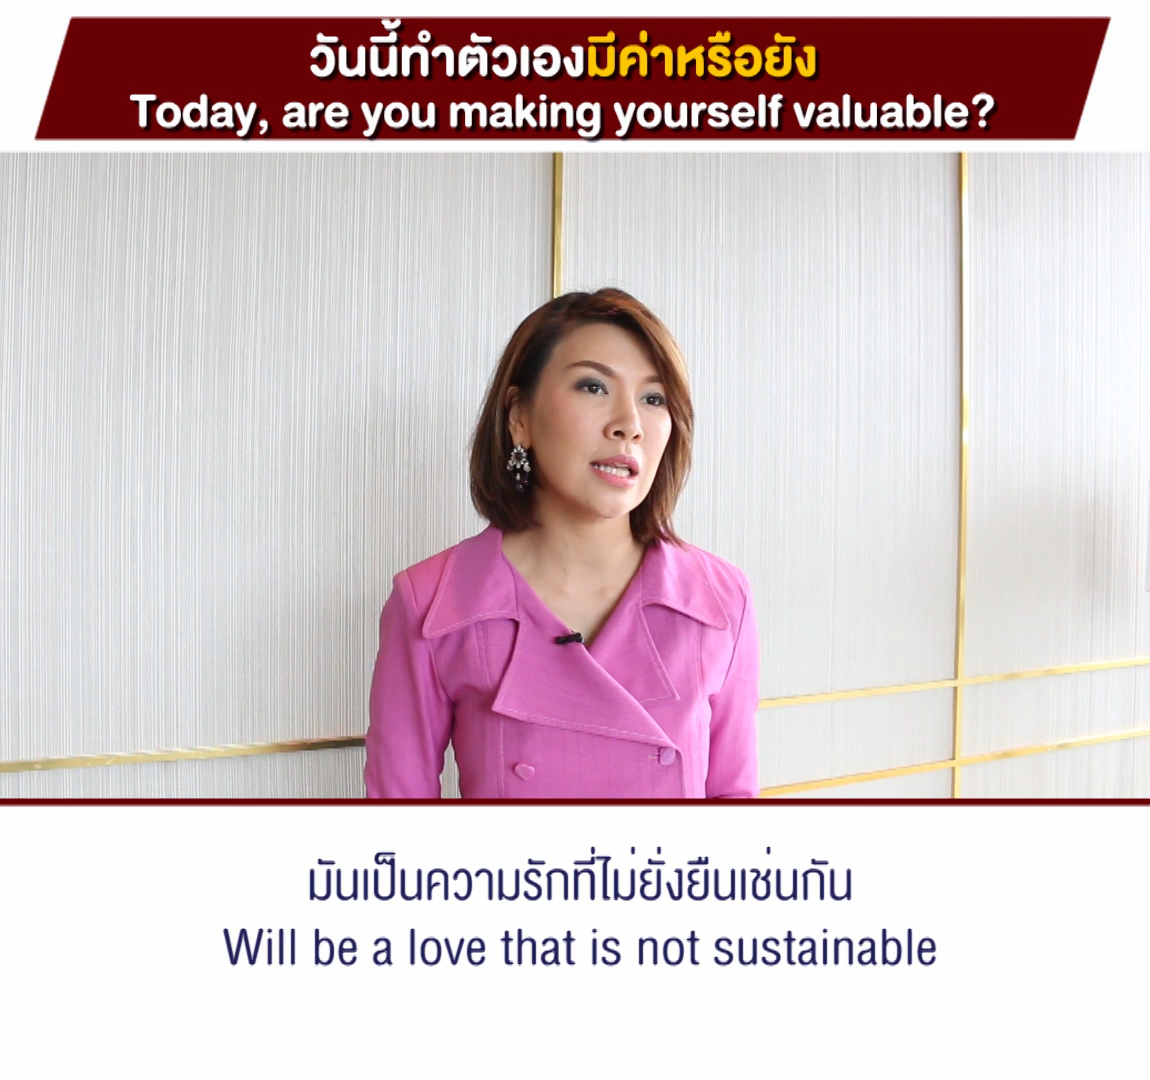 วันนี้ทำตัวเองมีค่าหรือยัง
Today, are you making yourself valuable?
มันเป็นความรักที่ไม่ยั่งยืนเช่นกัน
Will be a love that is not sustainable